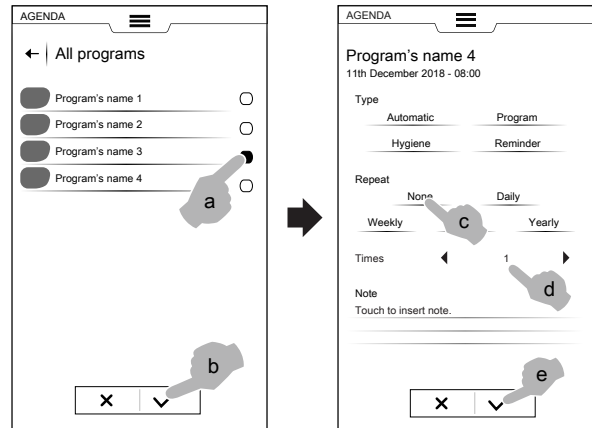 AGENDA
All programs
Program's name 1
Program's name 2
Program's name 3
Program's name 4
a
b
AGENDA
Program's name 4
11th December 2018 - 08:00
Type
Automatic Program
Hygiene Reminder
Repeat
None Daily
Weekly Yearly
c
Times 1
d
Note
Touch to insert note.
e